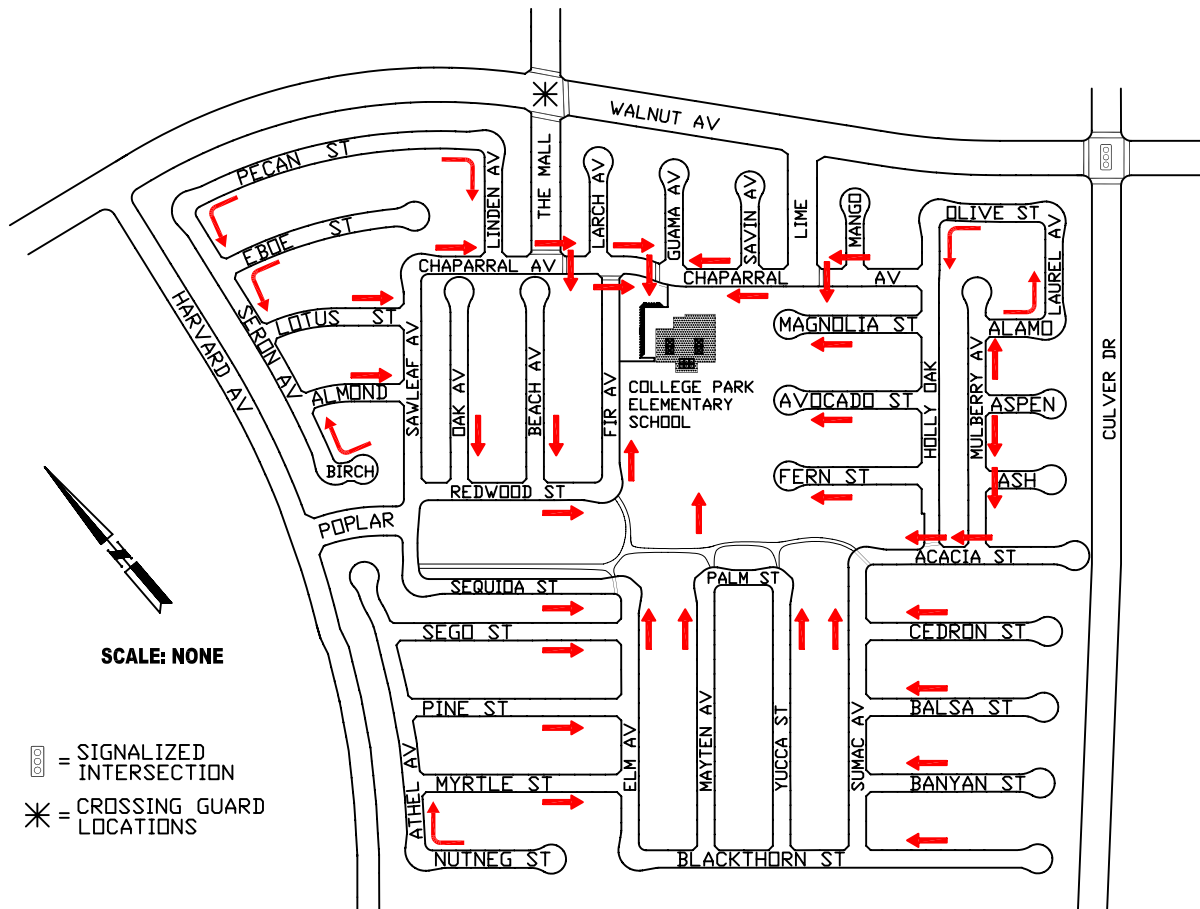 WALNUT AV
PECAN ST
LINDEN AV
THE MALL
LARCH AV
GUAMA AV
SAVIN AV
LIME
MANGO
OLIVE ST
LAUREL AV
EBOE ST
CHAPARRAL AV
CHAPARRAL AV
LOTUS ST
SERON AV
HARVARD AV
SAWLEAF AV
OAK AV
BEACH AV
FIR AV
MAGNOLIA ST
ALAMO
HOLLY OAK
MULBERRY AV
CULVER DR
ALMOND
COLLEGE PARK
ELEMENTARY
SCHOOL
AVOCADO ST
ASPEN
BIRCH
FERN ST
ASH
REDWOOD ST
N
POPLAR
ACACIA ST
SEQUOA ST
PALM ST
SEGO ST
CEDRON ST
SCALE: NONE
PINE ST
BALSA ST
ELM AV
MAYTEN AV
YUCCA ST
SUMAC AV
ATHEL AV
MYRTLE ST
BANYAN ST
NUTNEG ST
BLACKTHORN ST
= SIGNALIZED
INTERSECTION
= CROSSING GUARD
LOCATIONS